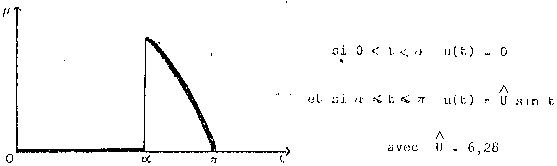 μ
0 α π t
si 0 < t < α u(t) = 0
et si α ≤ t ≤ π u(t) = Û sin t
avec Û = 6,28